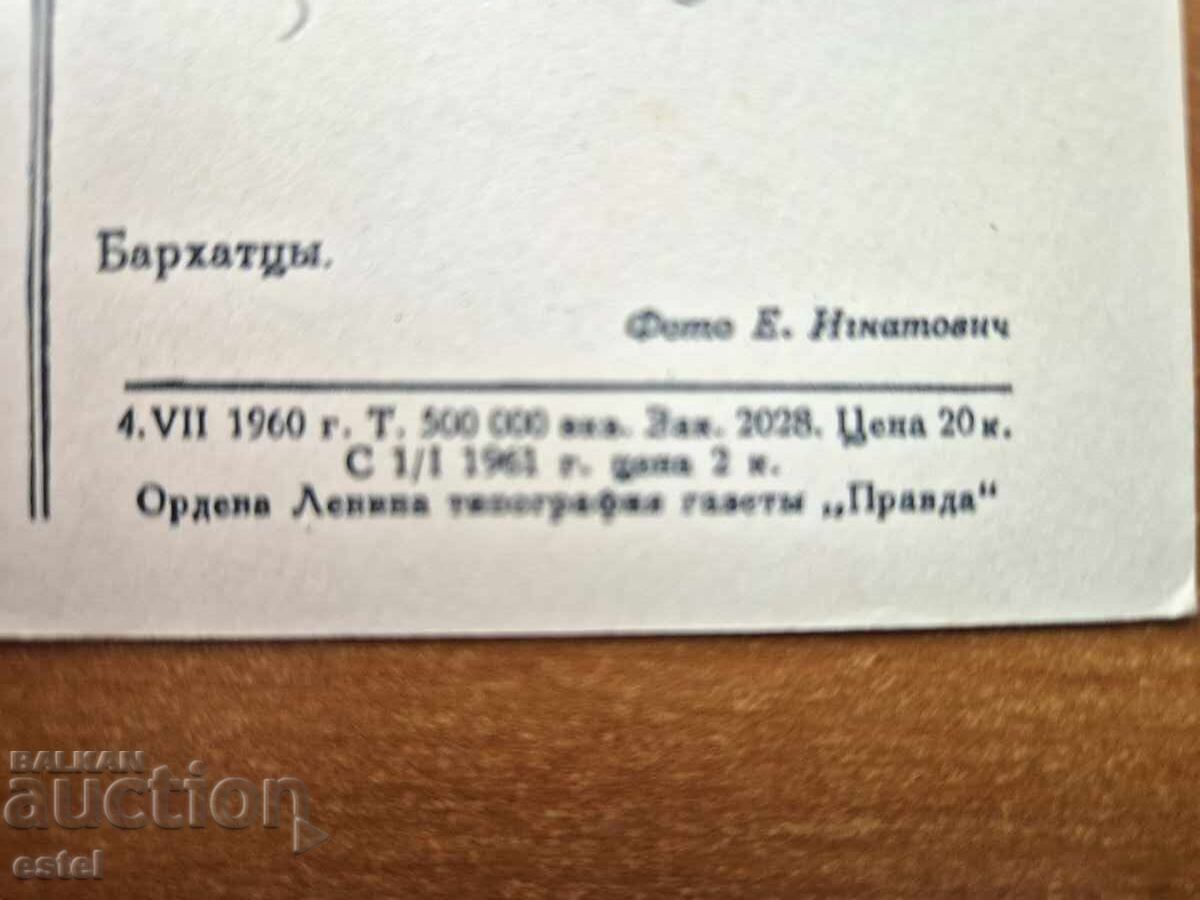 Бархатцы.
Фото Е. Игнатович
4.VII 1960 г. Т. 500 000 экз. Зак. 2028. Цена 20 к.
С 1/I 1961 г. цена 2 к.
Ордена Ленина типография газеты „Правда“
BALKAN
auction
estel